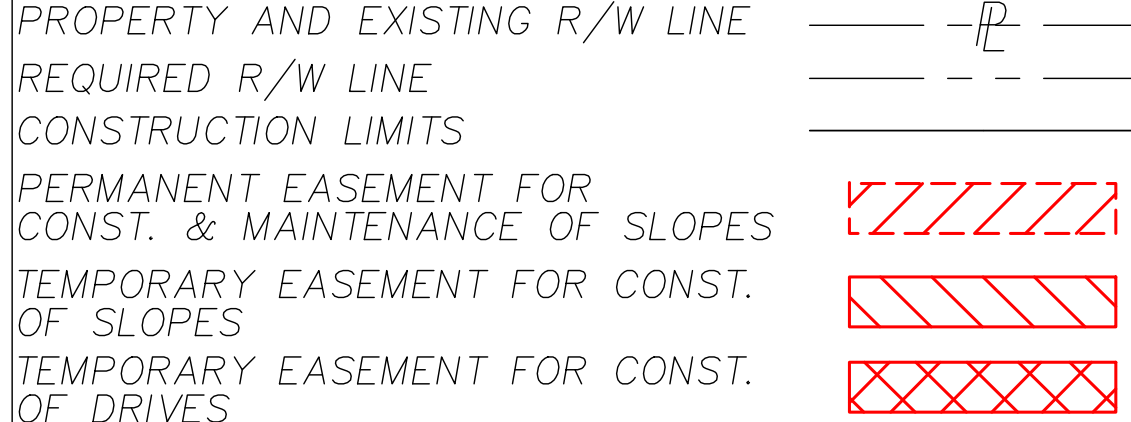 PROPERTY AND EXISTING R/W LINE PL
REQUIRED R/W LINE
CONSTRUCTION LIMITS
PERMANENT EASEMENT FOR
CONST. & MAINTENANCE OF SLOPES
TEMPORARY EASEMENT FOR CONST.
OF SLOPES
TEMPORARY EASEMENT FOR CONST.
OF DRIVES